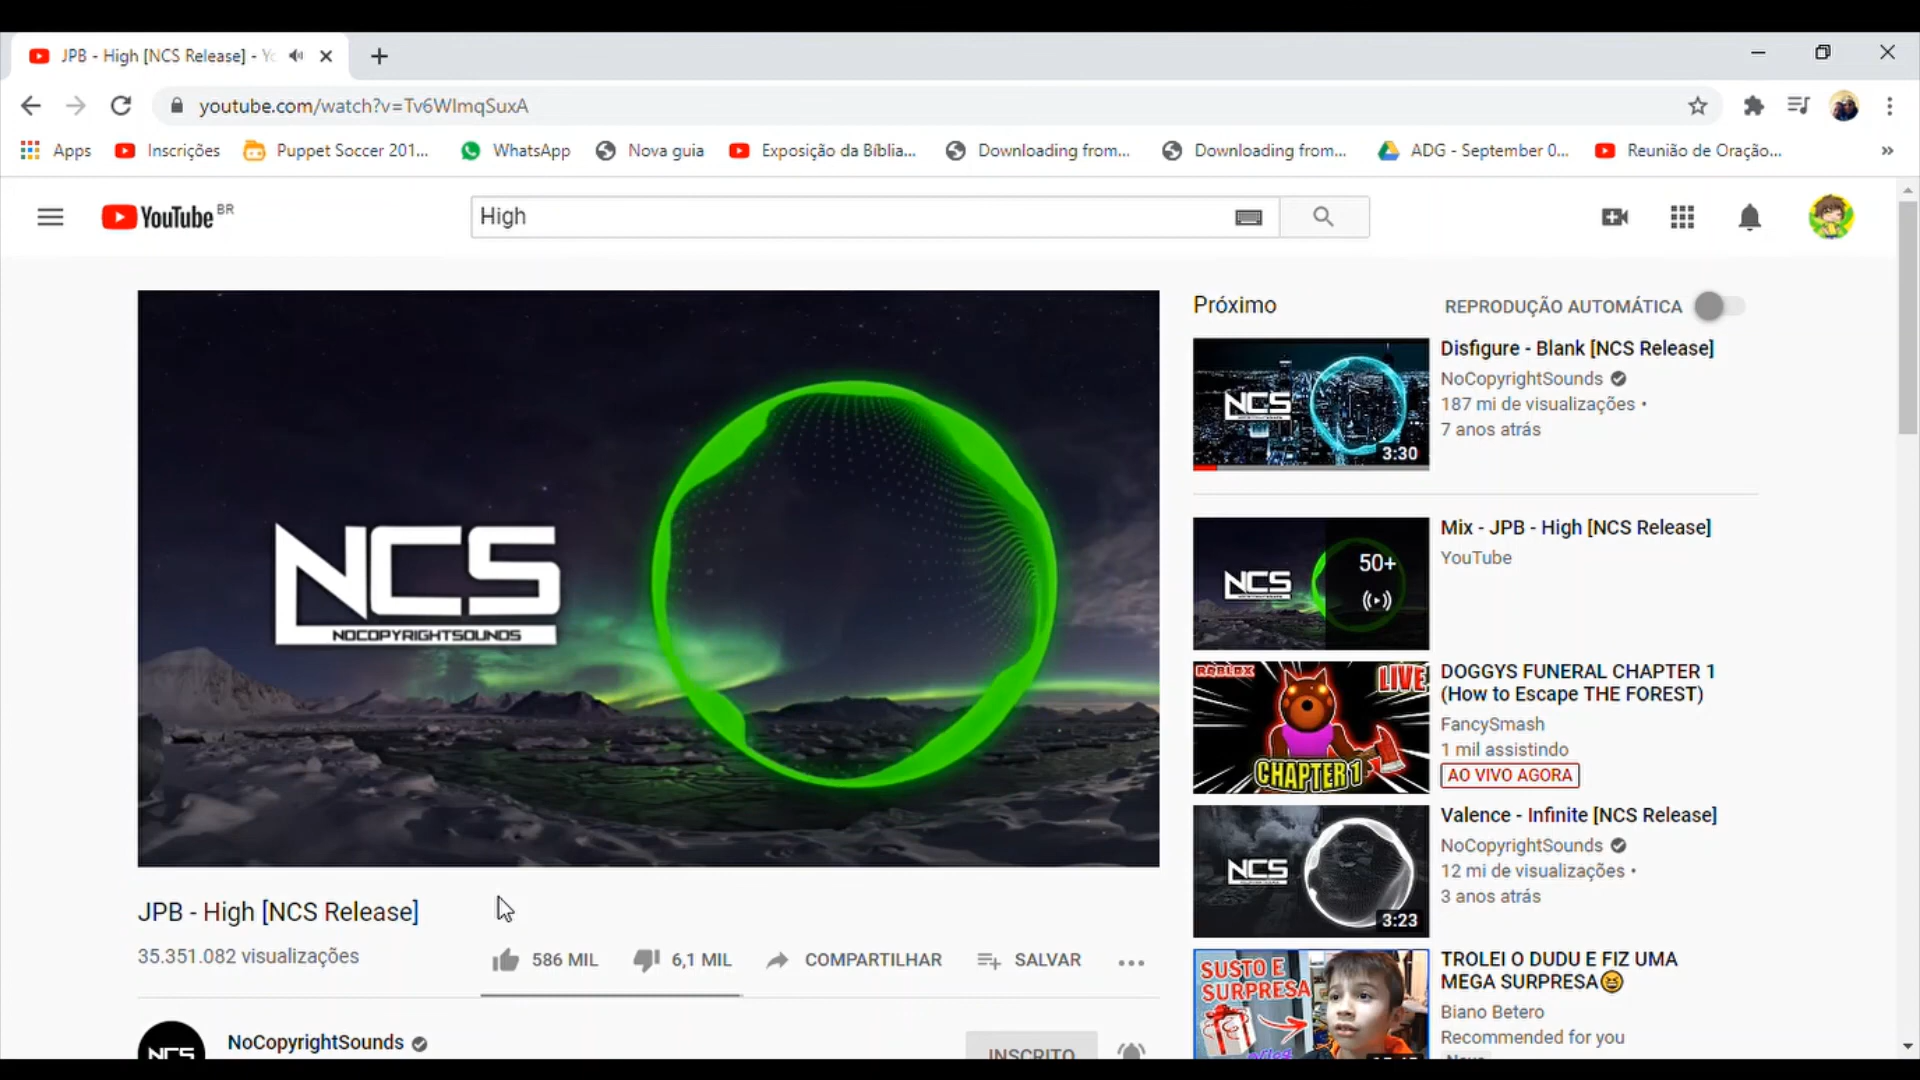 JPB - High [NCS Release] - Yo
youtube.com/watch?v=Tv6WImqSuxA
Apps
Inscrições
Puppet Soccer 201...
WhatsApp
Nova guia
Exposição da Bíblia...
Downloading from...
Downloading from...
ADG - September 0...
Reunião de Oração...
»
YouTube BR
High
NCS
NOCOPYRIGHTSOUNDS
JPB - High [NCS Release]
35.351.082 visualizações
586 MIL
6,1 MIL
COMPARTILHAR
SALVAR
NCS
NoCopyrightSounds
INSCRITO
Próximo
REPRODUÇÃO AUTOMÁTICA
NCS
3:30
Disfigure - Blank [NCS Release]
NoCopyrightSounds
187 mi de visualizações •
7 anos atrás
NCS
50+
Mix - JPB - High [NCS Release]
YouTube
ROBLOX
LIVE
CHAPTER 1
DOGGYS FUNERAL CHAPTER 1
(How to Escape THE FOREST)
FancySmash
1 mil assistindo
AO VIVO AGORA
NCS
3:23
Valence - Infinite [NCS Release]
NoCopyrightSounds
12 mi de visualizações •
3 anos atrás
SUSTO E
SURPRESA
Vlog
TROLEI O DUDU E FIZ UMA
MEGA SURPRESA😆
Biano Betero
Recommended for you